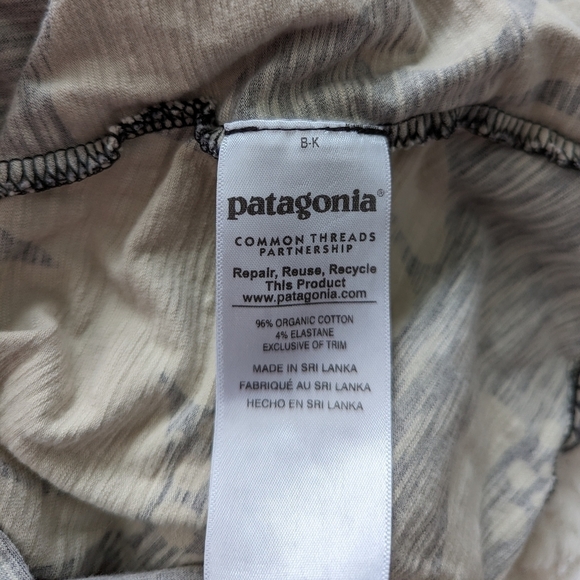 B-K
patagonia®
COMMON THREADS
PARTNERSHIP
Repair, Reuse, Recycle
This Product
www.patagonia.com
96% ORGANIC COTTON
4% ELASTANE
EXCLUSIVE OF TRIM
MADE IN SRI LANKA
FABRIQUÉ AU SRI LANKA
HECHO EN SRI LANKA